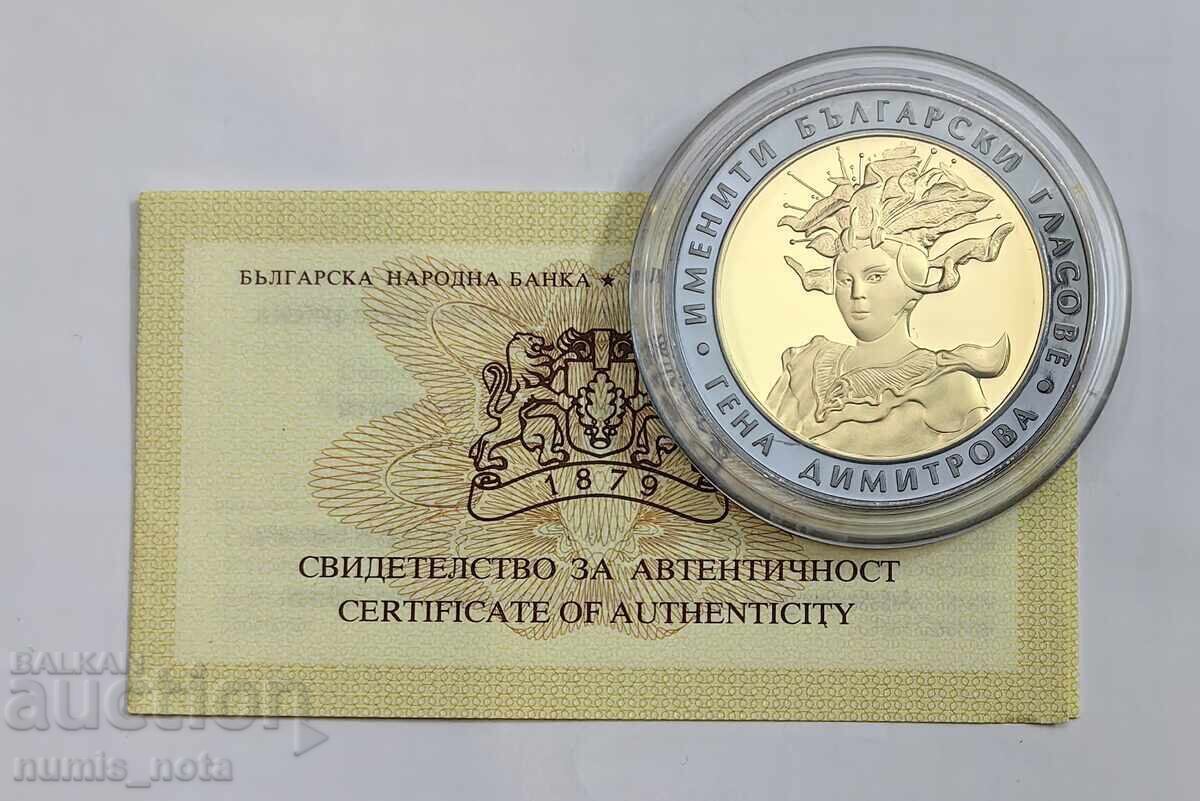 ИМЕНИТИ БЪЛГАРСКИ ГЛАСОВЕ
• ГЕНА ДИМИТРОВА •
БЪЛГАРСКА НАРОДНА БАНКА ★
1879
СВИДЕТЕЛСТВО ЗА АВТЕНТИЧНОСТ
CERTIFICATE OF AUTHENTICITY
BALKAN
auction
numis_nota